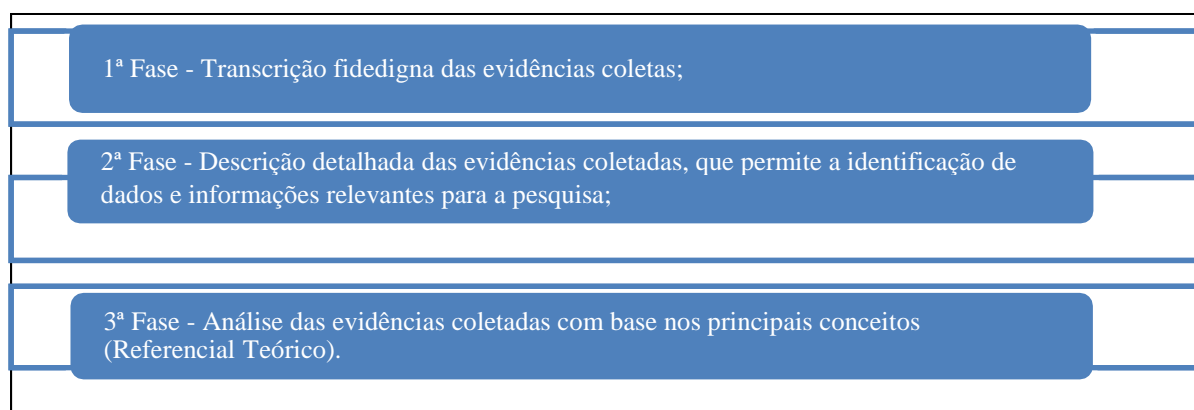 1ª Fase - Transcrição fidedigna das evidências coletas;
2ª Fase - Descrição detalhada das evidências coletadas, que permite a identificação de
dados e informações relevantes para a pesquisa;
3ª Fase - Análise das evidências coletadas com base nos principais conceitos
(Referencial Teórico).